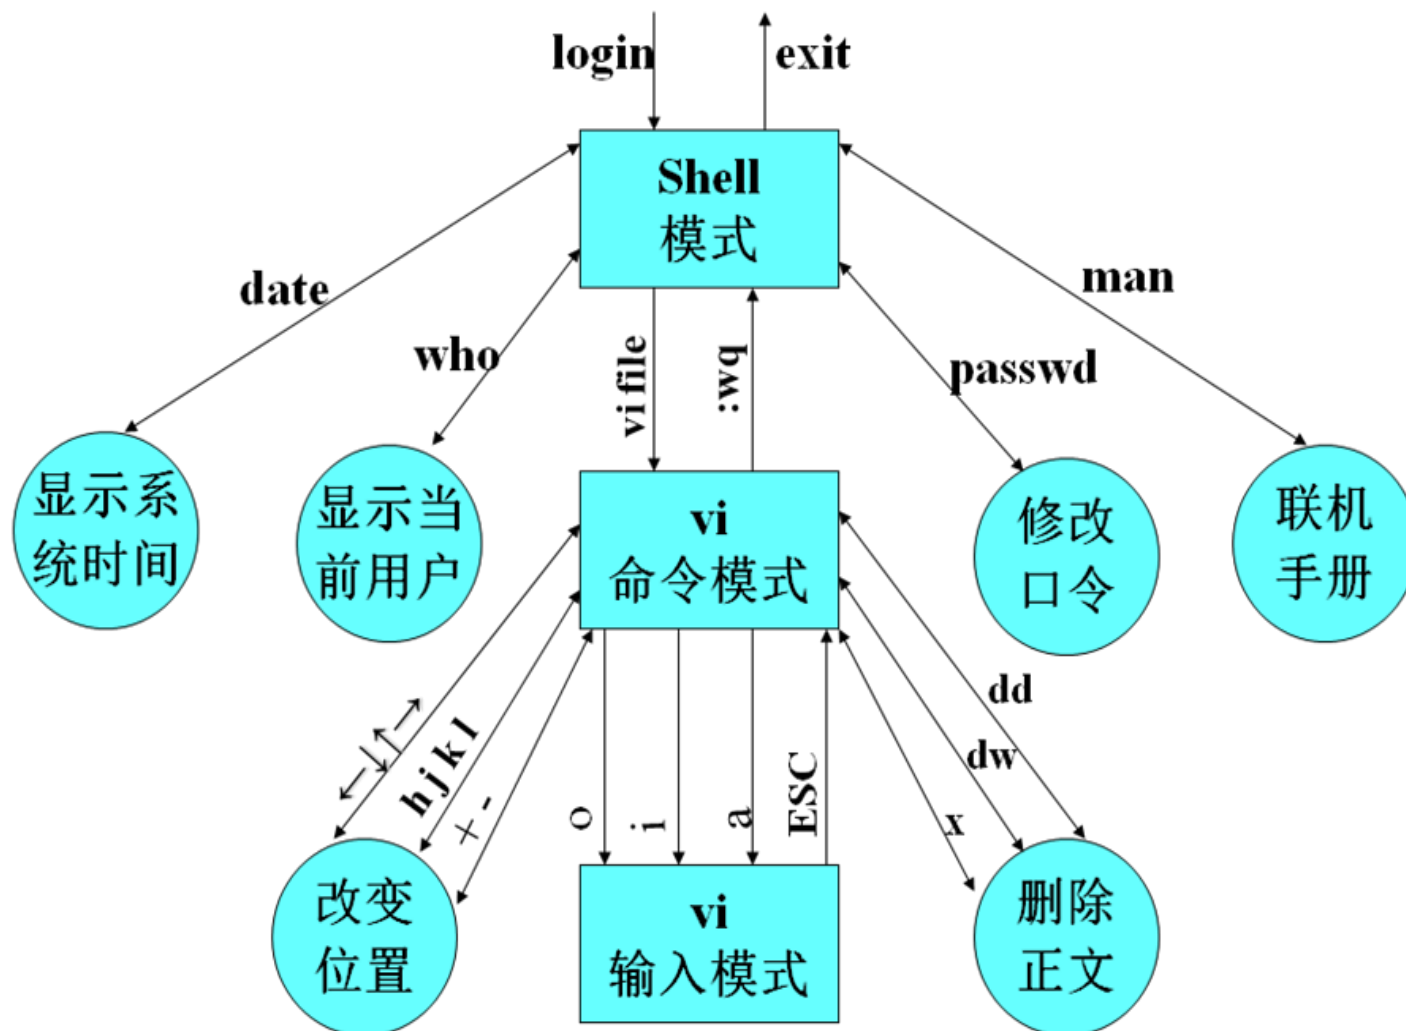 login
exit
Shell
模式
date
who
vi file
:wq
passwd
man
显示系
统时间
显示当
前用户
vi
命令模式
修改
口令
联机
手册
←↓↑→
h j k l
+ -
o
i
a
ESC
x
dw
dd
改变
位置
vi
输入模式
删除
正文